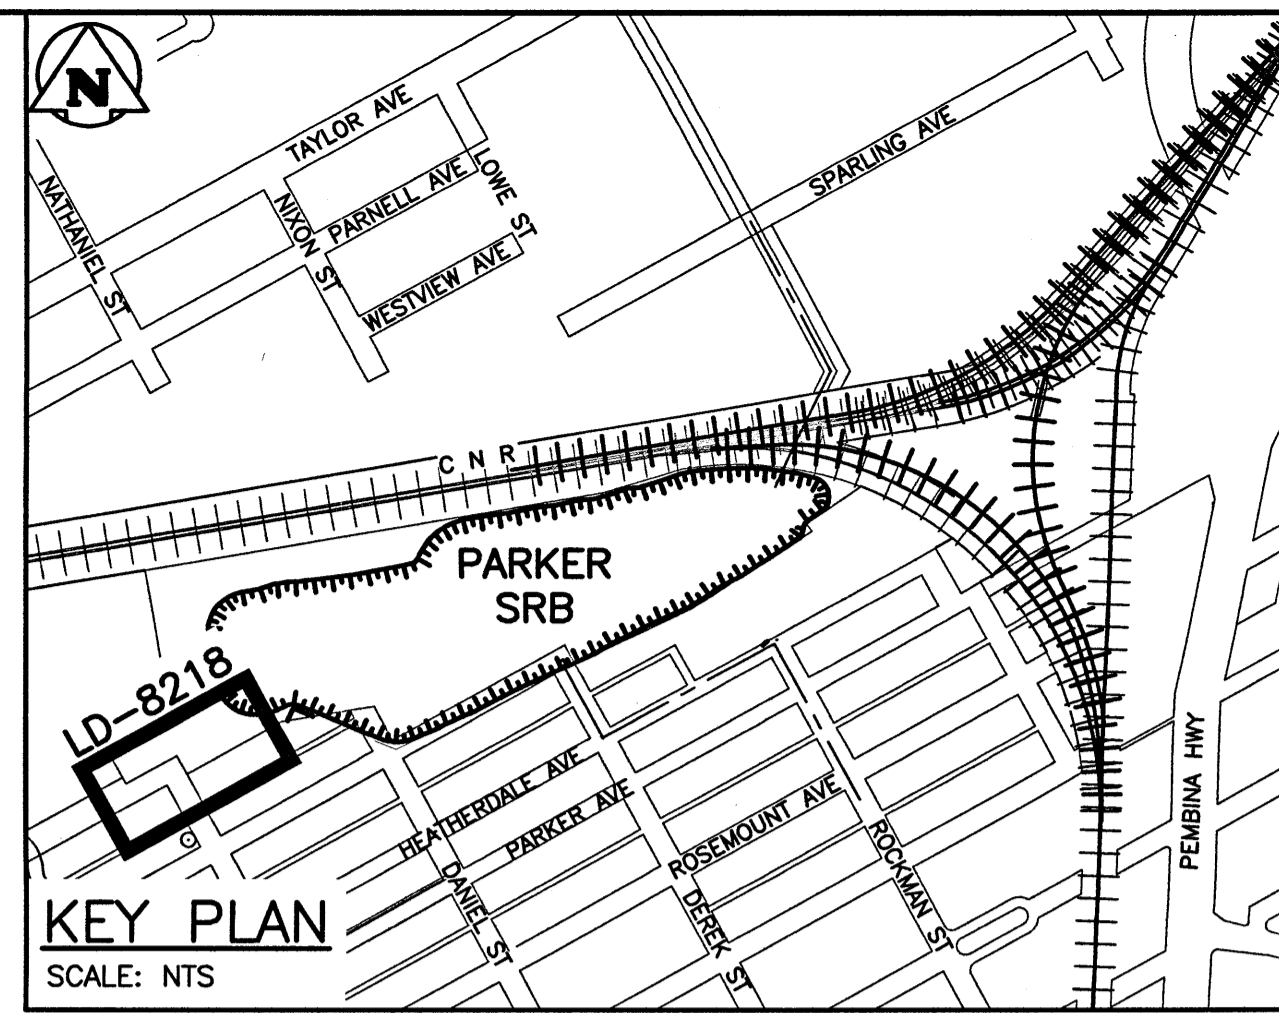 N
TAYLOR AVE
SPARLING AVE
LOWE ST
PARNELL AVE
NATHANIEL ST
NIXON ST
WESTVIEW AVE
C N R
PARKER
SRB
LD-8218
HEATHERDALE AVE
PARKER AVE
ROSEMOUNT AVE
PEMBINA HWY
DANIEL ST
DEREK ST
ROCKMAN ST
KEY PLAN
SCALE: NTS